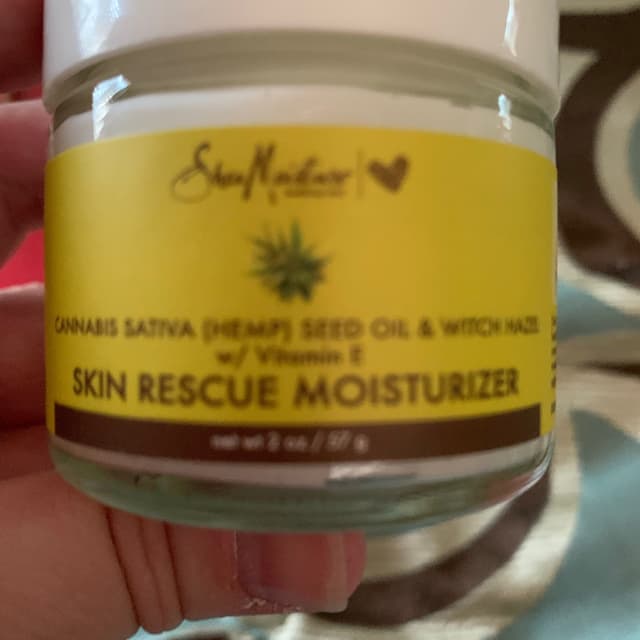 SheaMoisture
CANNABIS SATIVA (HEMP) SEED OIL & WITCH HAZEL
w/ Vitamin E
SKIN RESCUE MOISTURIZER
net wt 2 oz. / 57 g